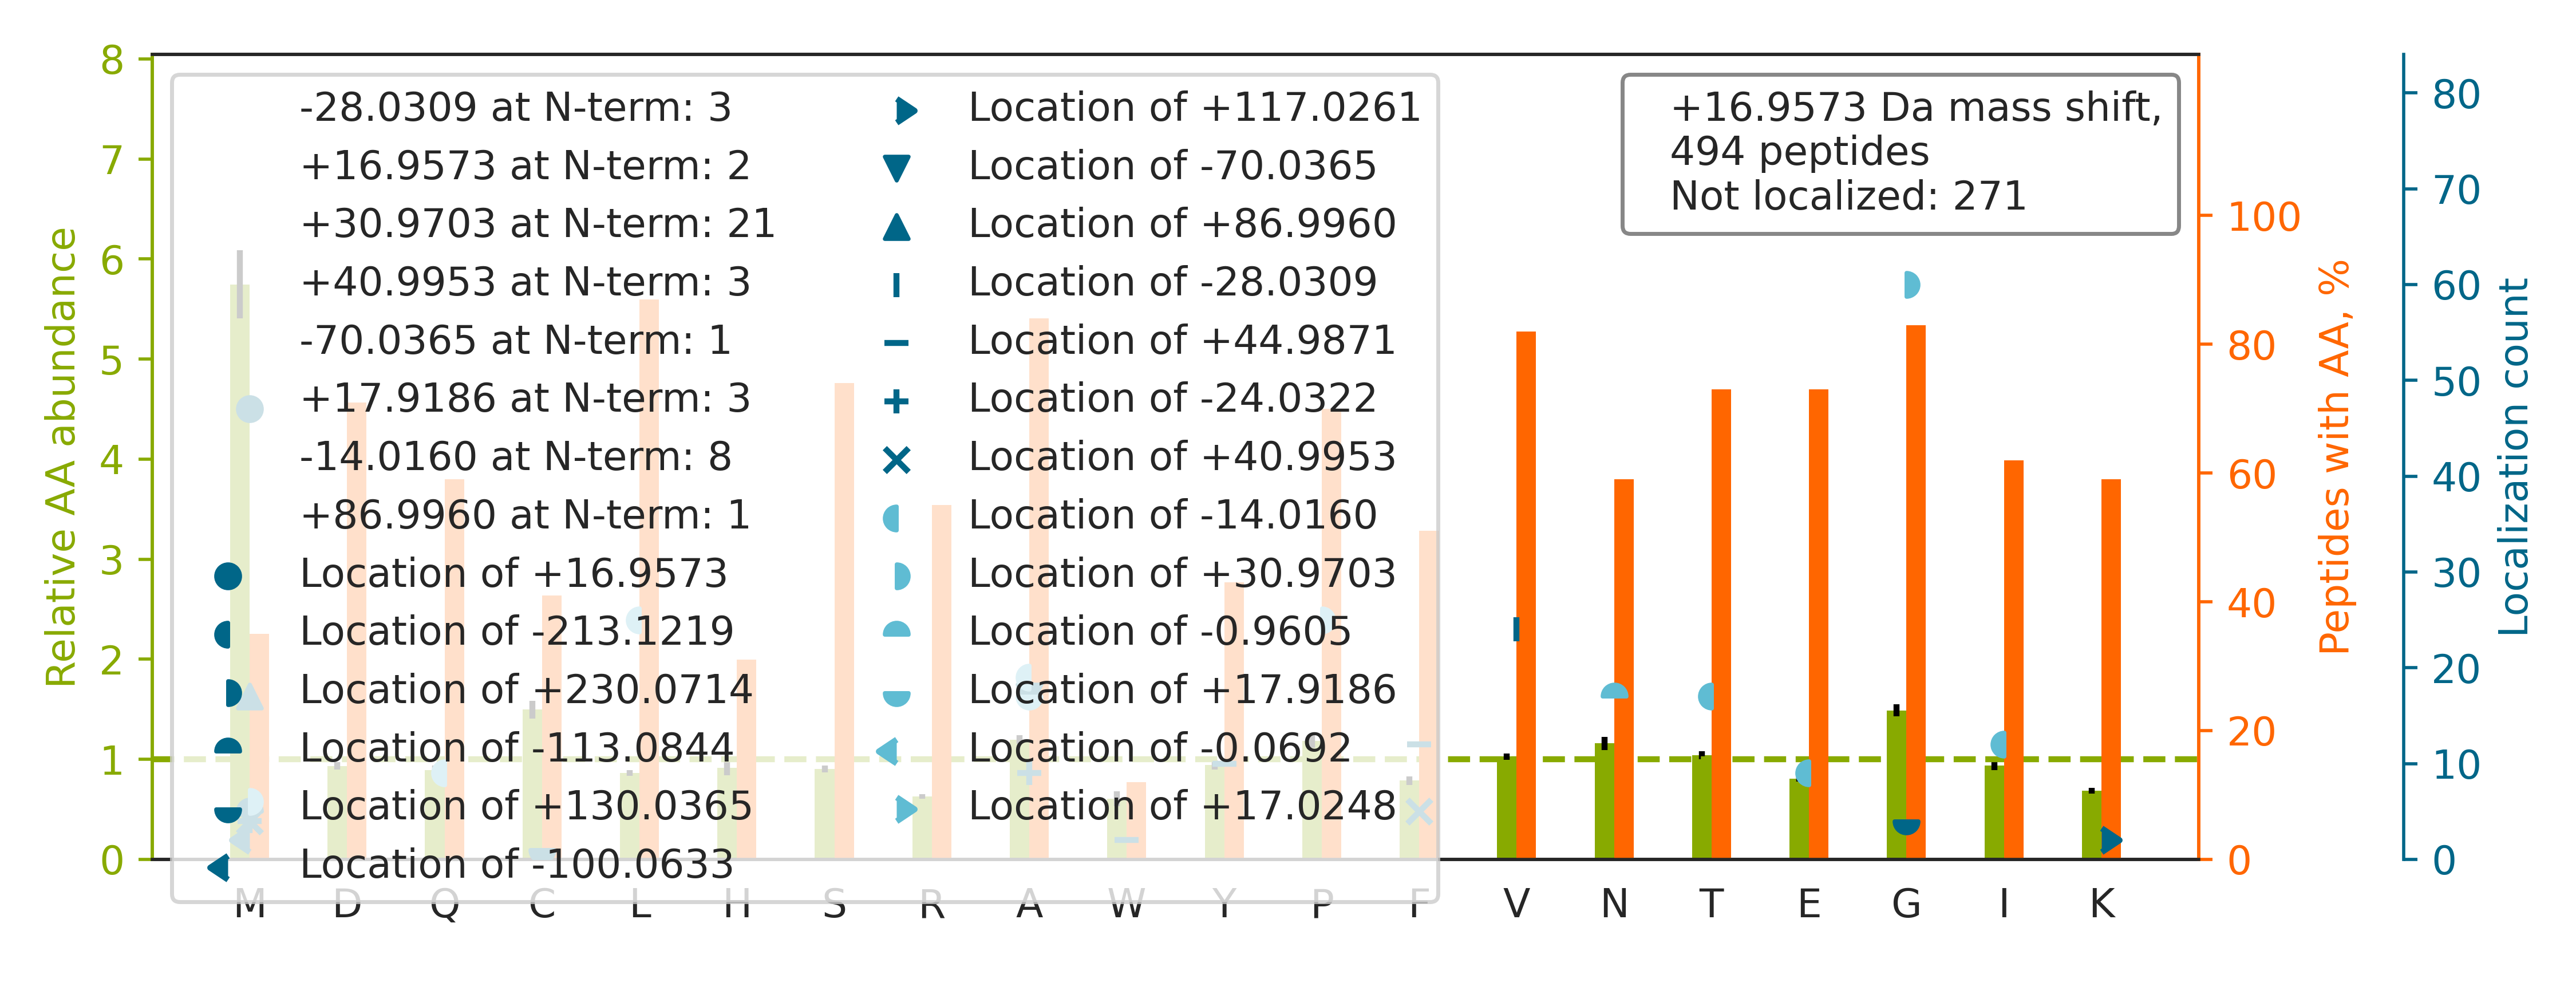 8
7
6
5
4
3
2
1
0
Relative AA abundance
-28.0309 at N-term: 3
+16.9573 at N-term: 2
+30.9703 at N-term: 21
+40.9953 at N-term: 3
-70.0365 at N-term: 1
+17.9186 at N-term: 3
-14.0160 at N-term: 8
+86.9960 at N-term: 1
Location of +16.9573
Location of -213.1219
Location of +230.0714
Location of -113.0844
Location of +130.0365
Location of -100.0633
Location of +117.0261
Location of -70.0365
Location of +86.9960
Location of -28.0309
Location of +44.9871
Location of -24.0322
Location of +40.9953
Location of -14.0160
Location of +30.9703
Location of -0.9605
Location of +17.9186
Location of -0.0692
Location of +17.0248
+16.9573 Da mass shift,
494 peptides
Not localized: 271
100
80
60
40
20
0
Peptides with AA, %
80
70
60
50
40
30
20
10
0
Localization count
M D Q C L H S R A W Y P F V N T E G I K